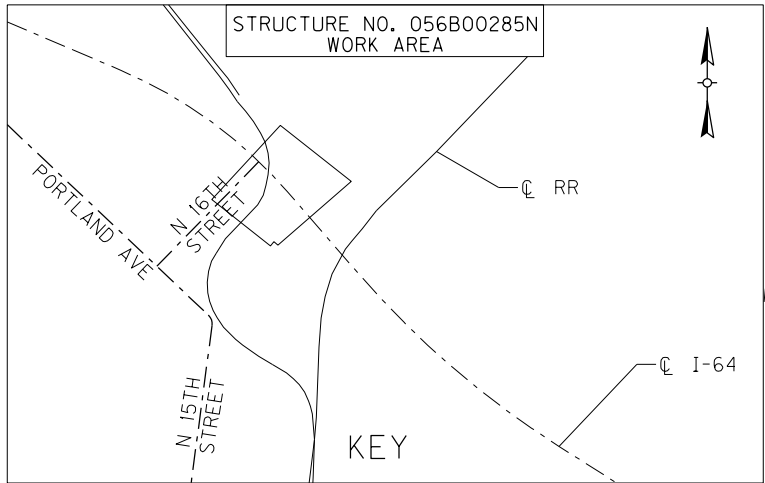 STRUCTURE NO. 056B00285N
WORK AREA
PORTLAND AVE
N 16TH
STREET
℄ RR
℄ I-64
N 15TH
STREET
KEY